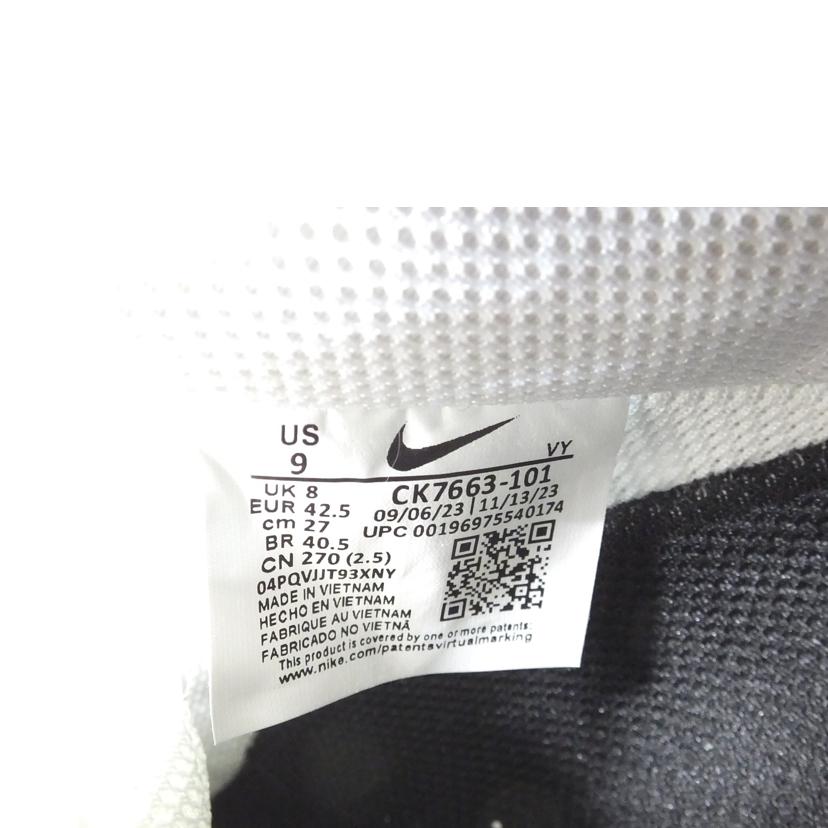 US
9
VY
UK 8
EUR 42.5
cm 27
BR 40.5
CN 270 (2.5)
CK7663-101
09/06/23 | 11/13/23
UPC 00196975540174
04PQVJJT93XNY
MADE IN VIETNAM
HECHO EN VIETNAM
FABRIQUE AU VIETNAM
FABRICADO NO VIETNÃ
This product is covered by one or more patents:
www.nike.com/patentsvirtualmarking